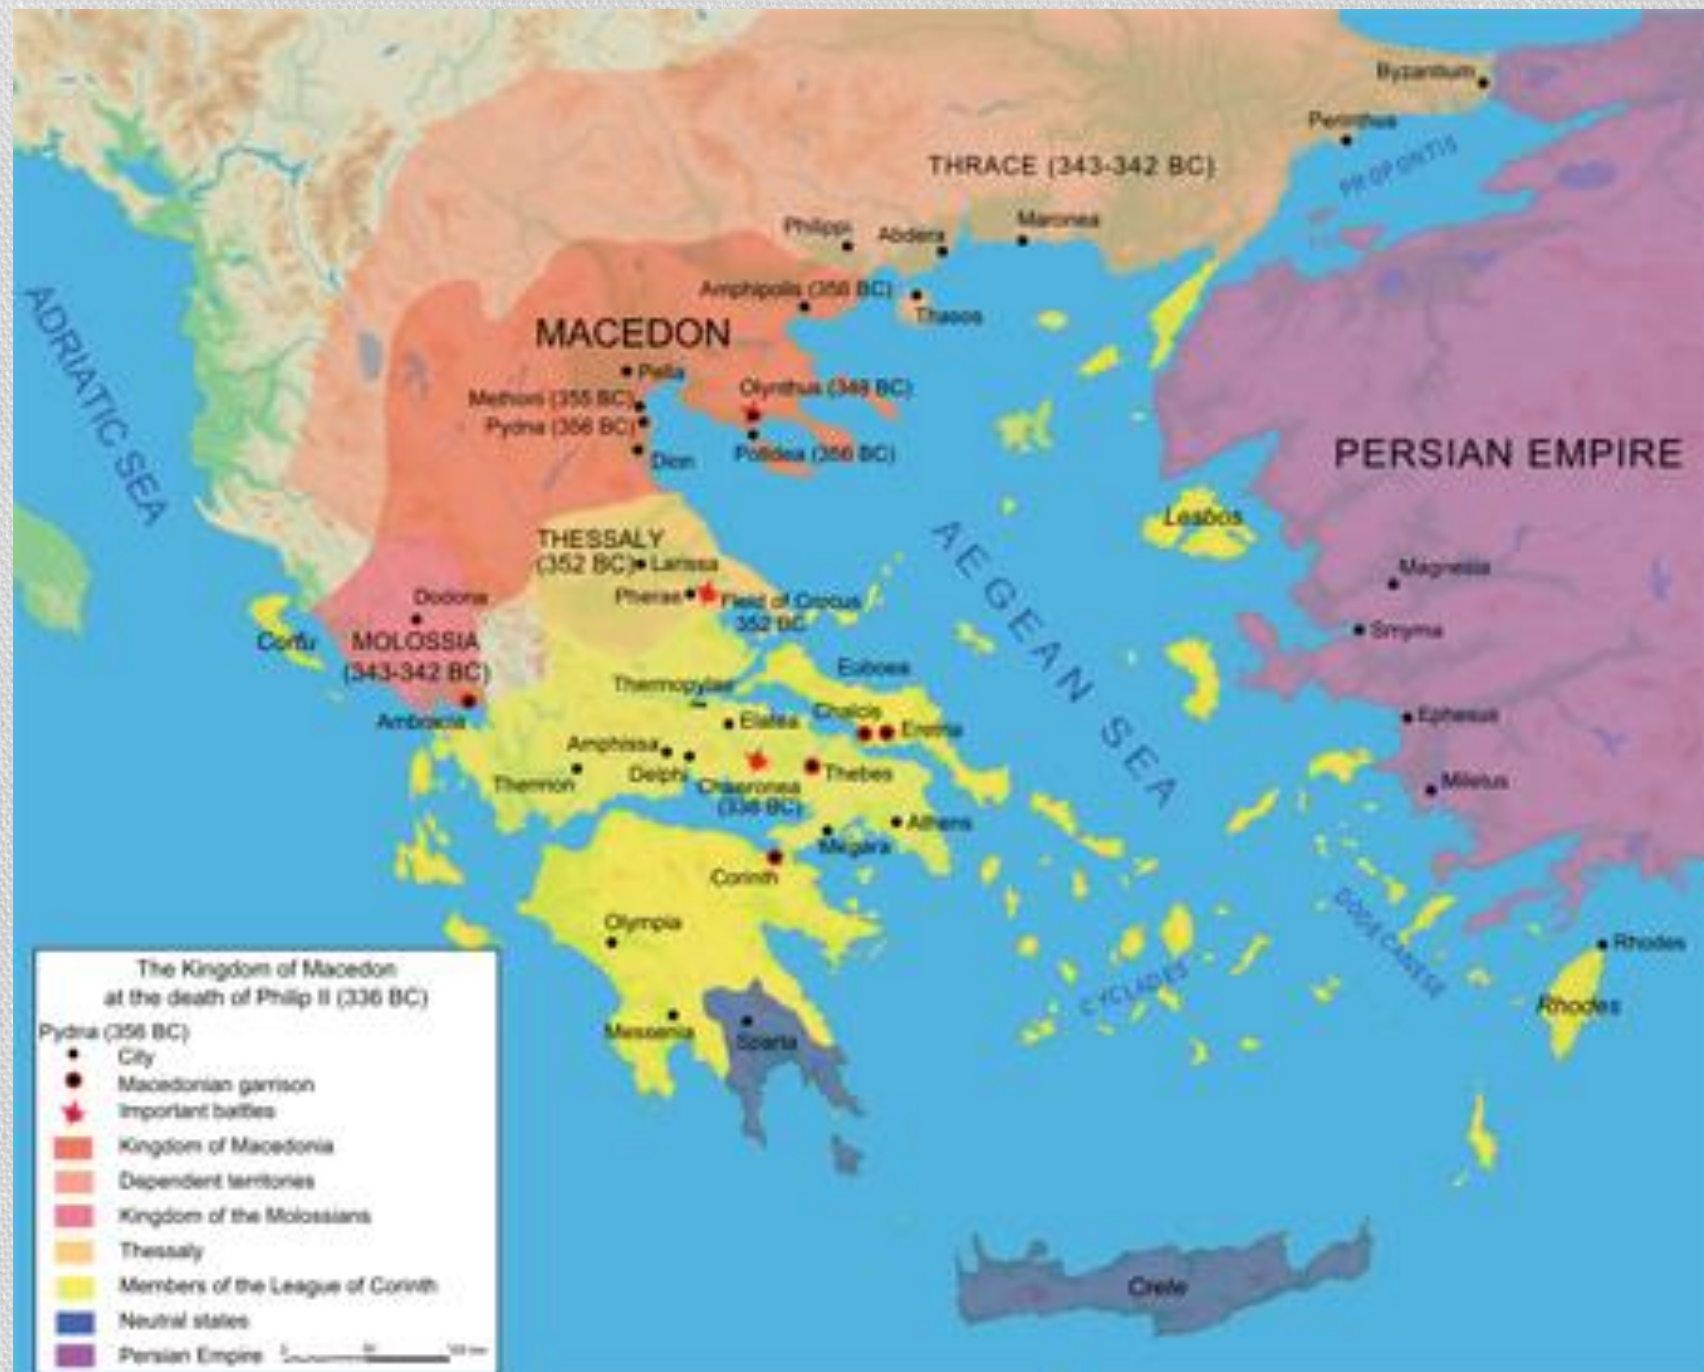 Byzantium
Perinthus
PROPONTIS
THRACE (343-342 BC)
Philippi
Abdera
Maronea
Amphipolis (356 BC)
Thasos
MACEDON
ADRIATIC SEA
Pella
Methoni (355 BC)
Olynthus (348 BC)
Pydna (356 BC)
Potidea (356 BC)
Dion
PERSIAN EMPIRE
Lesbos
AEGEAN SEA
THESSALY
(352 BC)
Larissa
Magnesia
Pherae
Field of Crocus
352 BC
Dodona
Corfu
MOLOSSIA
(343-342 BC)
Smyrna
Euboea
Thermopylae
Ambrakia
Elatea
Chalcis
Eretria
Ephesus
Amphissa
Thermon
Delphi
Chaeronea
(338 BC)
Thebes
Miletus
Athens
Megara
Corinth
Olympia
DODECANESE
Rhodes
CYCLADES
Rhodes
Messenia
Sparta
Crete
The Kingdom of Macedon
at the death of Philip II (336 BC)
Pydna (356 BC)
City
Macedonian garrison
Important battles
Kingdom of Macedonia
Dependent territories
Kingdom of the Molossians
Thessaly
Members of the League of Corinth
Neutral states
Persian Empire